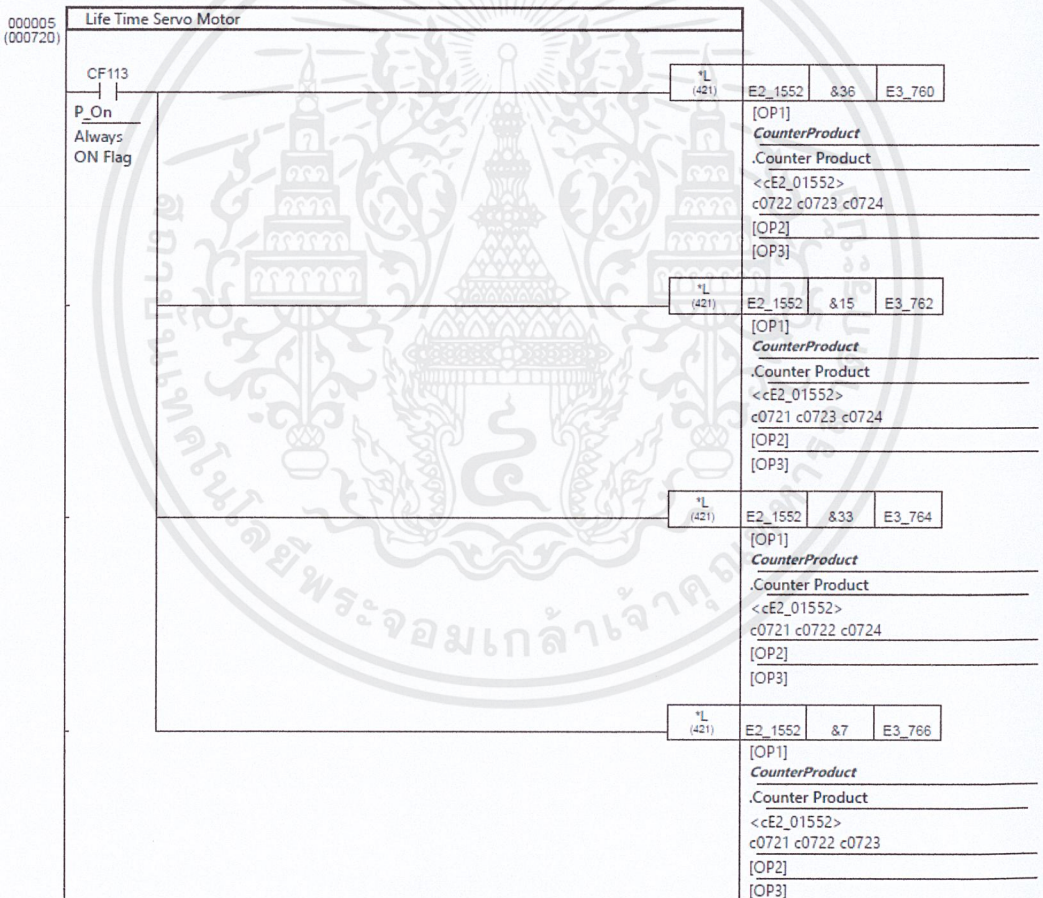 000005
(000720)
Life Time Servo Motor
CF113
P_On
Always
ON Flag
*L
(421)
E2_1552 &36 E3_760
[OP1]
CounterProduct
.Counter Product
<cE2_01552>
c0722 c0723 c0724
[OP2]
[OP3]
*L
(421)
E2_1552 &15 E3_762
[OP1]
CounterProduct
.Counter Product
<cE2_01552>
c0721 c0723 c0724
[OP2]
[OP3]
*L
(421)
E2_1552 &33 E3_764
[OP1]
CounterProduct
.Counter Product
<cE2_01552>
c0721 c0722 c0724
[OP2]
[OP3]
*L
(421)
E2_1552 &7 E3_766
[OP1]
CounterProduct
.Counter Product
<cE2_01552>
c0721 c0722 c0723
[OP2]
[OP3]